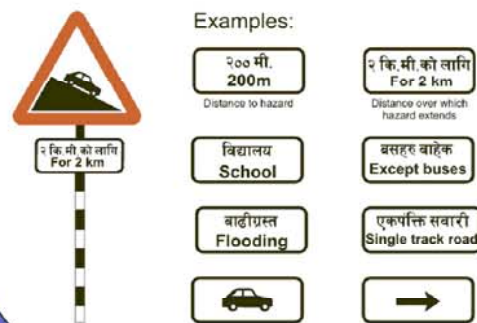 Examples:
२ कि.मी.को लागि
For 2 km
२०० मी.
200m
Distance to hazard
२ कि.मी.को लागि
For 2 km
Distance over which
hazard extends
विद्यालय
School
बसहरु बाहेक
Except buses
बाढीग्रस्त
Flooding
एकपंक्ति सवारी
Single track road